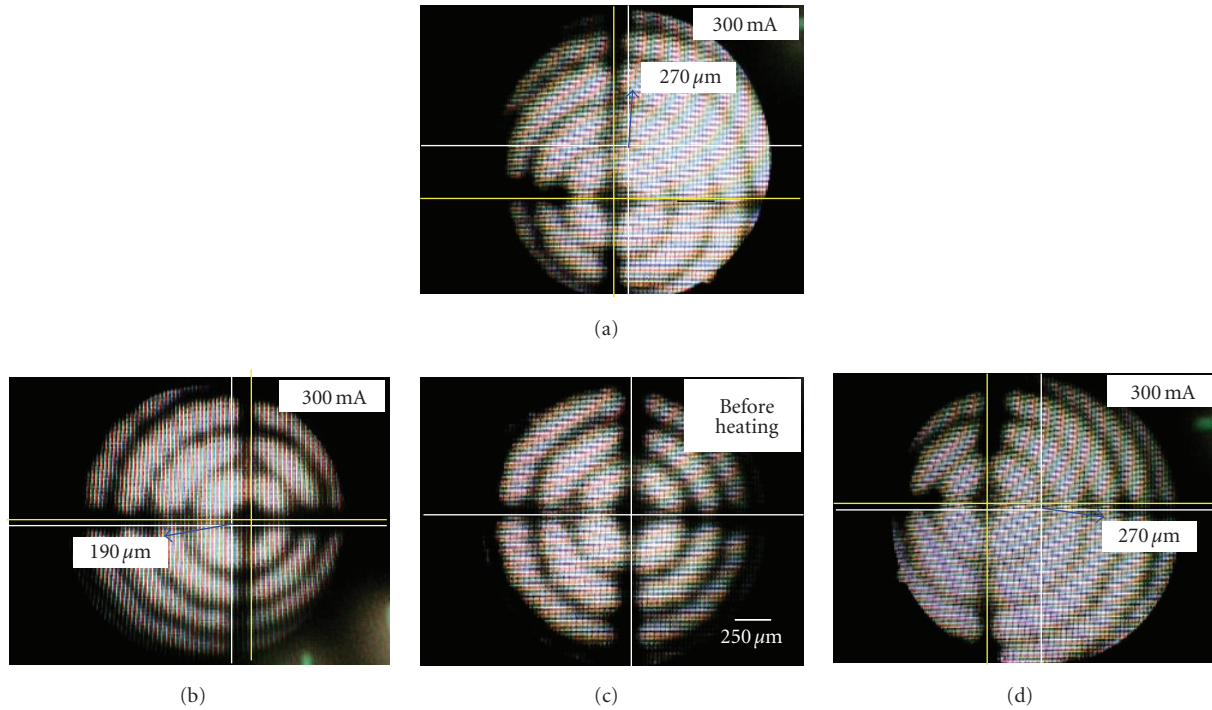 300 mA
270 µm
(a)
300 mA
190 µm
(b)
Before
heating
250 µm
(c)
300 mA
270 µm
(d)